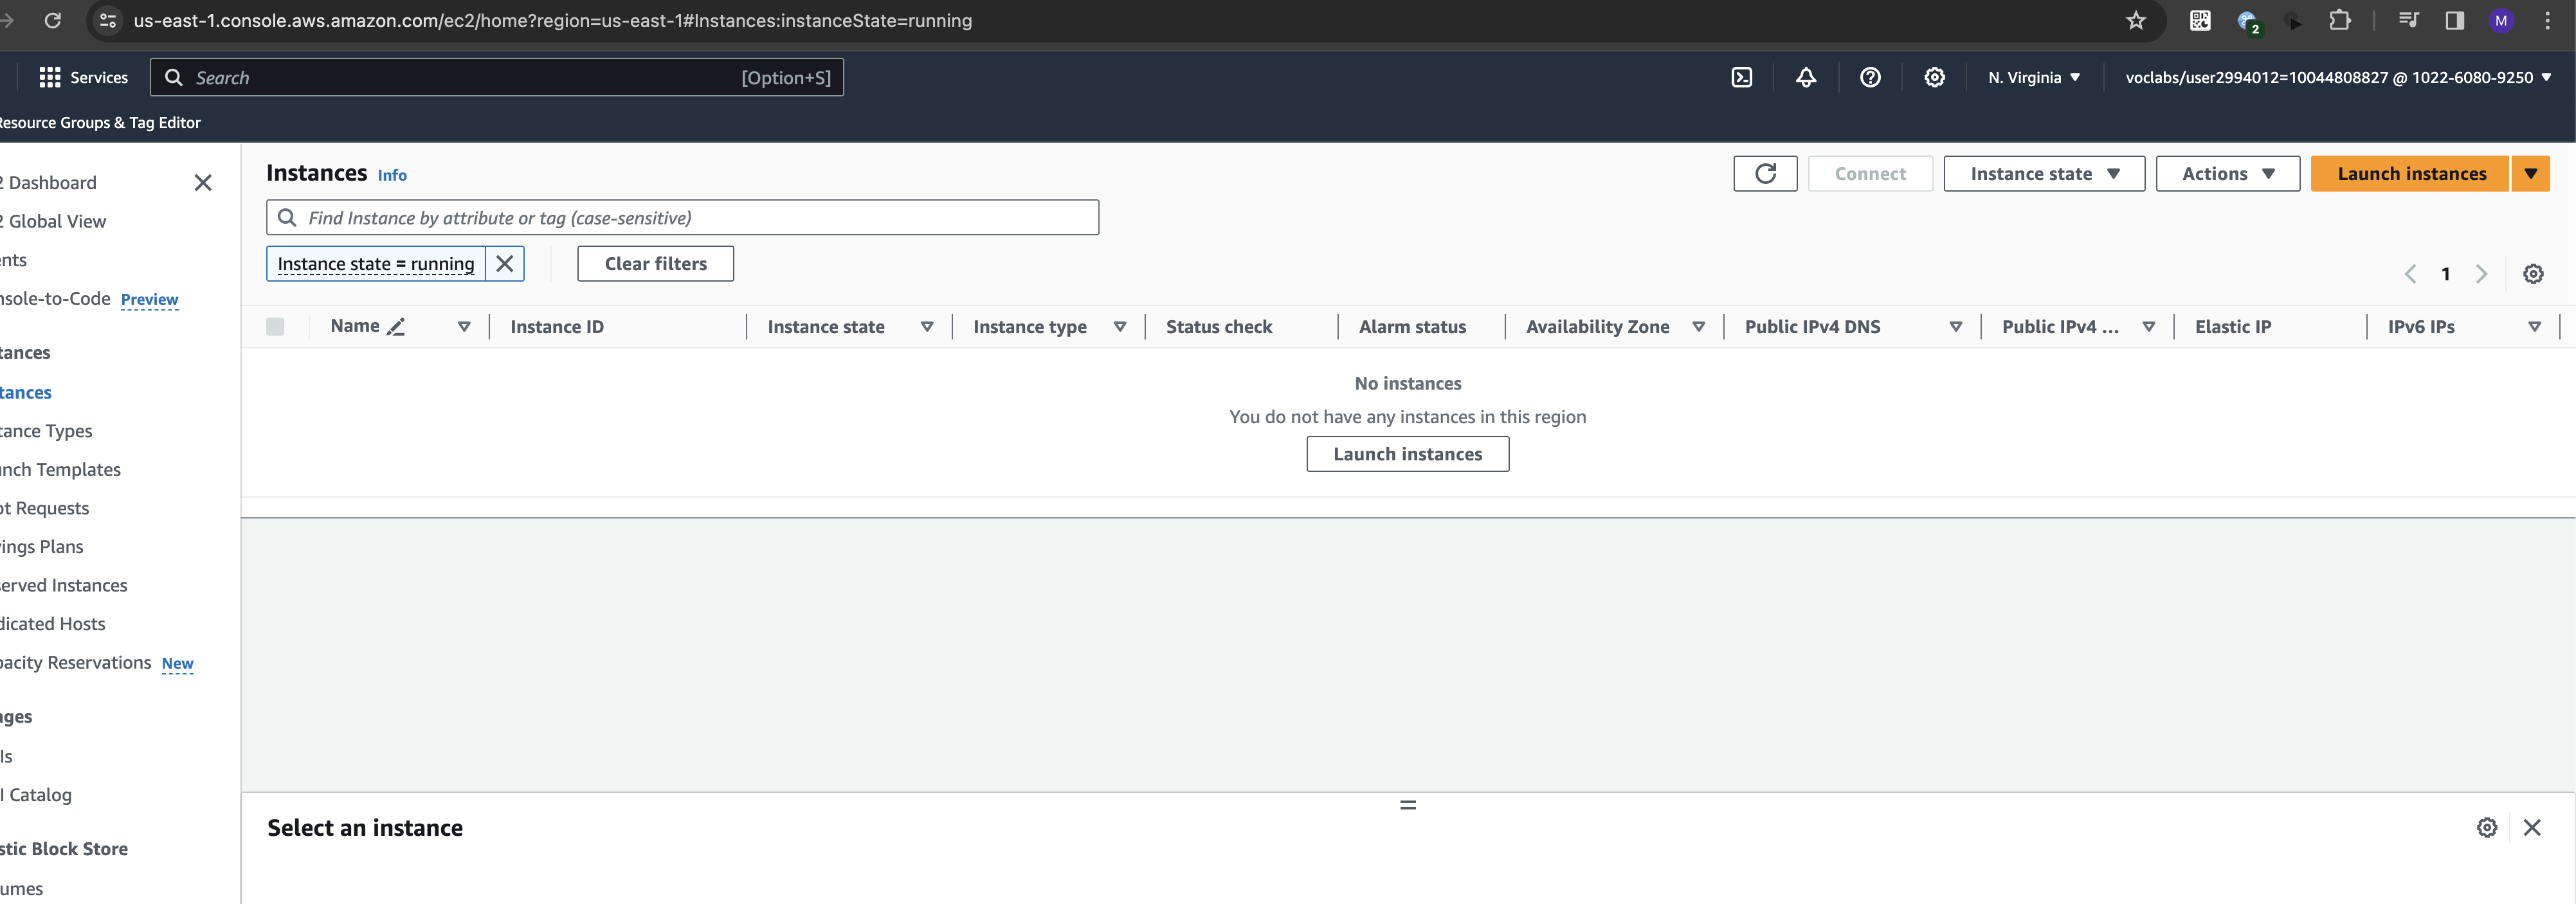 us-east-1.console.aws.amazon.com/ec2/home?region=us-east-1#Instances:instanceState=running
2
M
Services
Search
[Option+S]
N. Virginia
voclabs/user2994012=10044808827 @ 1022-6080-9250
Resource Groups & Tag Editor
2 Dashboard
2 Global View
ents
nsole-to-Code Preview
tances
tances
tance Types
unch Templates
ot Requests
vings Plans
served Instances
dicated Hosts
pacity Reservations New
ages
Is
I Catalog
stic Block Store
umes
Instances Info
Connect
Instance state
Actions
Launch instances
Find Instance by attribute or tag (case-sensitive)
Instance state = running
Clear filters
1
Name
Instance ID
Instance state
Instance type
Status check
Alarm status
Availability Zone
Public IPv4 DNS
Public IPv4 ...
Elastic IP
IPv6 IPs
No instances
You do not have any instances in this region
Launch instances
Select an instance